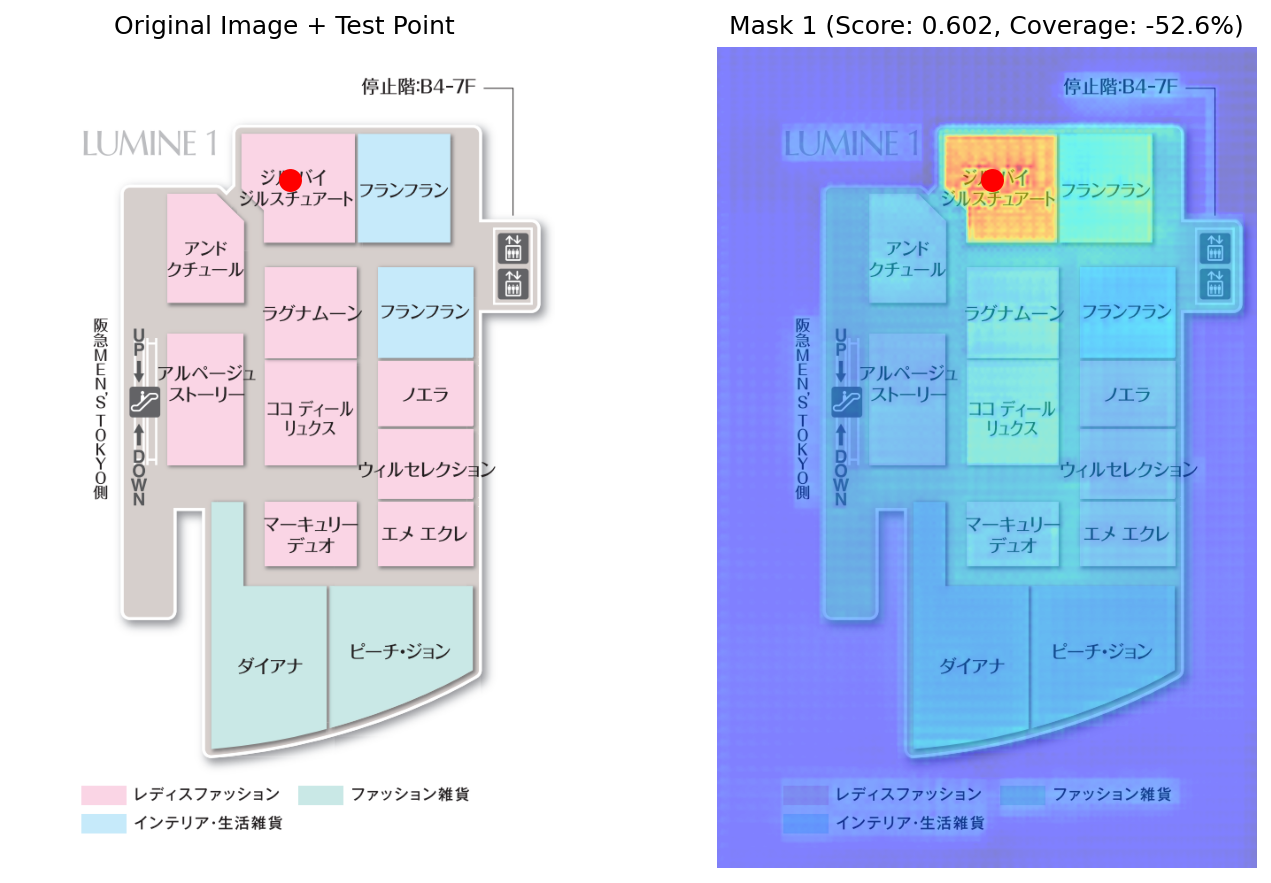 Original Image + Test Point
停止階:B4-7F
LUMINE 1
ジル バイ
ジルスチュアート
フランフラン
アンド
クチュール
ラグナムーン
フランフラン
阪急MEN'S TOKYO側
UP
DOWN
アルページュ
ストーリー
ココ ディール
リュクス
ノエラ
ウィルセレクション
マーキュリー
デュオ
エメ エクレ
ダイアナ
ピーチ・ジョン
レディスファッション
ファッション雑貨
インテリア・生活雑貨
Mask 1 (Score: 0.602, Coverage: -52.6%)
停止階:B4-7F
LUMINE 1
ジル バイ
ジルスチュアート
フランフラン
アンド
クチュール
ラグナムーン
フランフラン
阪急MEN'S TOKYO側
UP
DOWN
アルページュ
ストーリー
ココ ディール
リュクス
ノエラ
ウィルセレクション
マーキュリー
デュオ
エメ エクレ
ダイアナ
ピーチ・ジョン
レディスファッション
ファッション雑貨
インテリア・生活雑貨